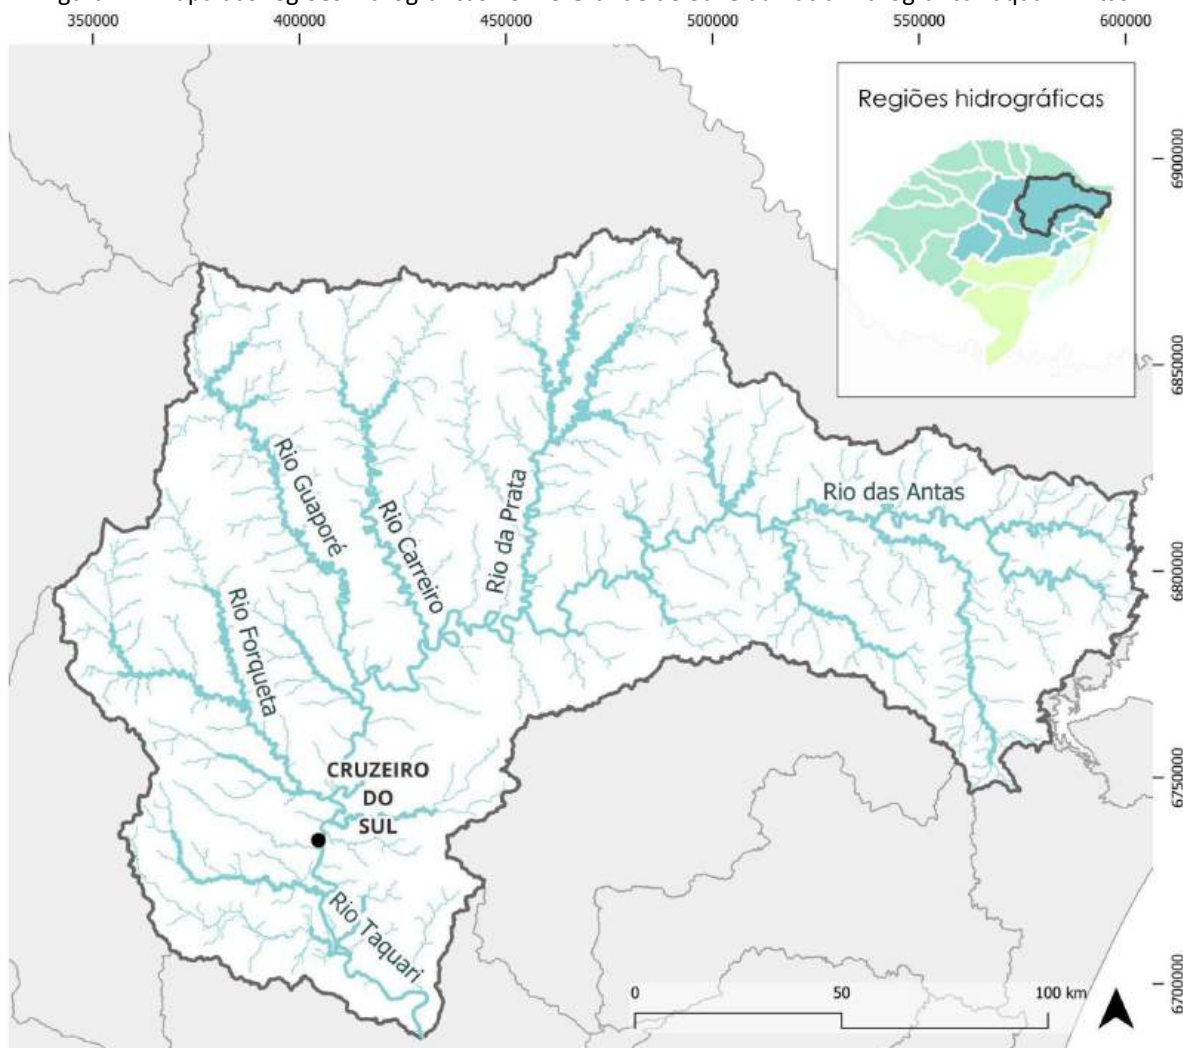 350000 400000 450000 500000 550000 600000
Regiões hidrográficas
6900000
6850000
Rio Guaporé
Rio Carreiro
Rio da Prata
Rio das Antas
6800000
Rio Forqueta
CRUZEIRO
DO
SUL
6750000
Rio Taquari
0 50 100 km
6700000